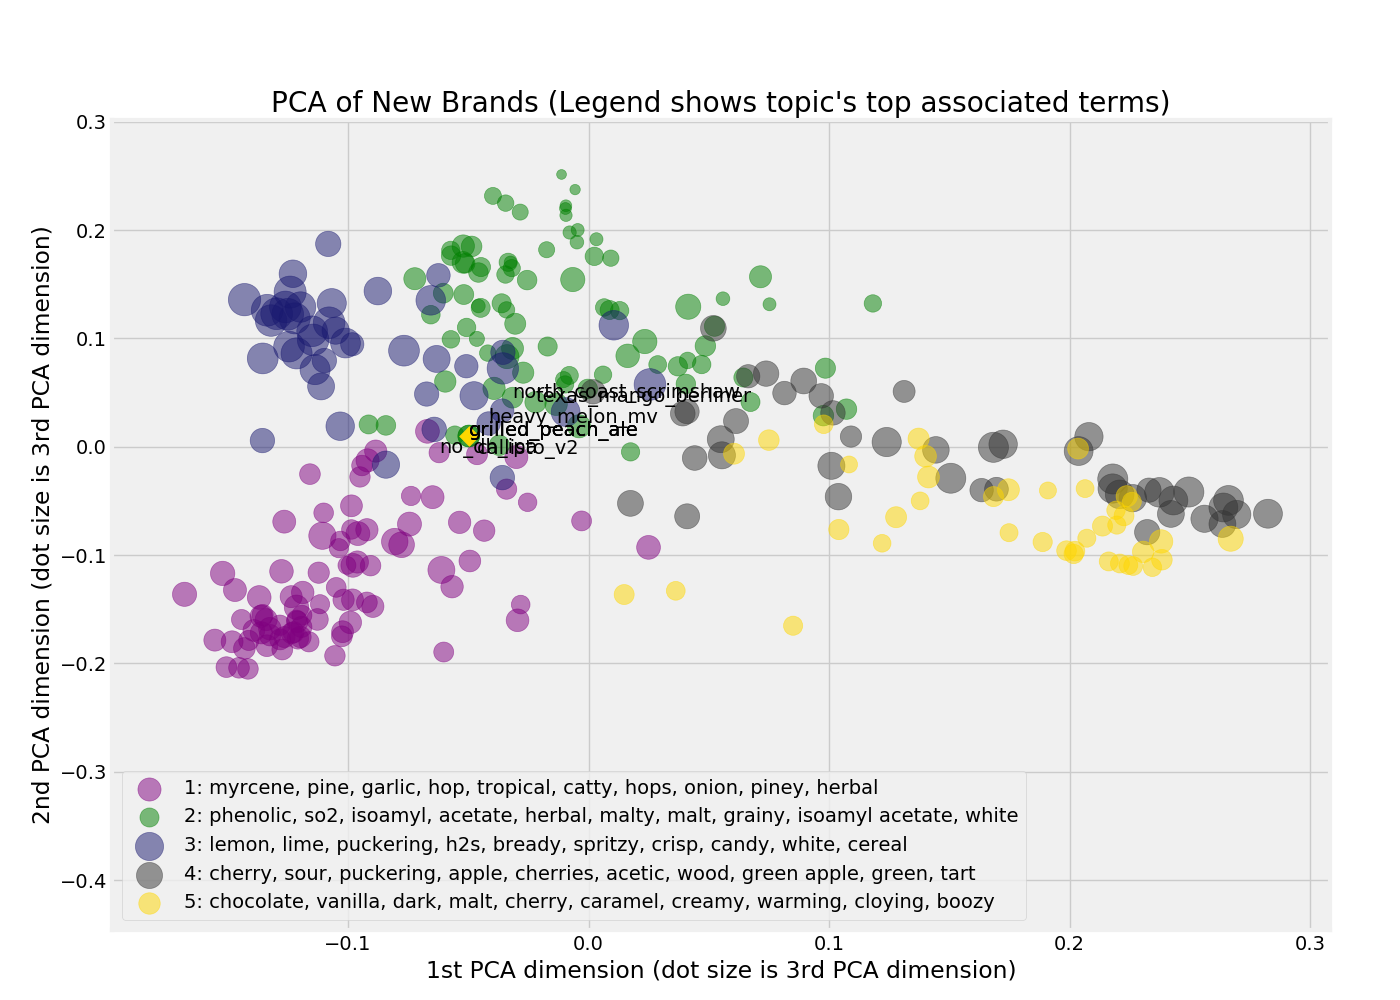 PCA of New Brands (Legend shows topic's top associated terms)
2nd PCA dimension (dot size is 3rd PCA dimension)
0.3
0.2
0.1
0.0
−0.1
−0.2
−0.3
−0.4
north_coast_scrimshaw
texas_mango_berliner
heavy_melon_mv
grilled_peach_ale
1: myrcene, pine, garlic, hop, tropical, catty, hops, onion, piney, herbal
2: phenolic, so2, isoamyl, acetate, herbal, malty, malt, grainy, isoamyl acetate, white
3: lemon, lime, puckering, h2s, bready, spritzy, crisp, candy, white, cereal
4: cherry, sour, puckering, apple, cherries, acetic, wood, green apple, green, tart
5: chocolate, vanilla, dark, malt, cherry, caramel, creamy, warming, cloying, boozy
−0.1 0.0 0.1 0.2 0.3
1st PCA dimension (dot size is 3rd PCA dimension)